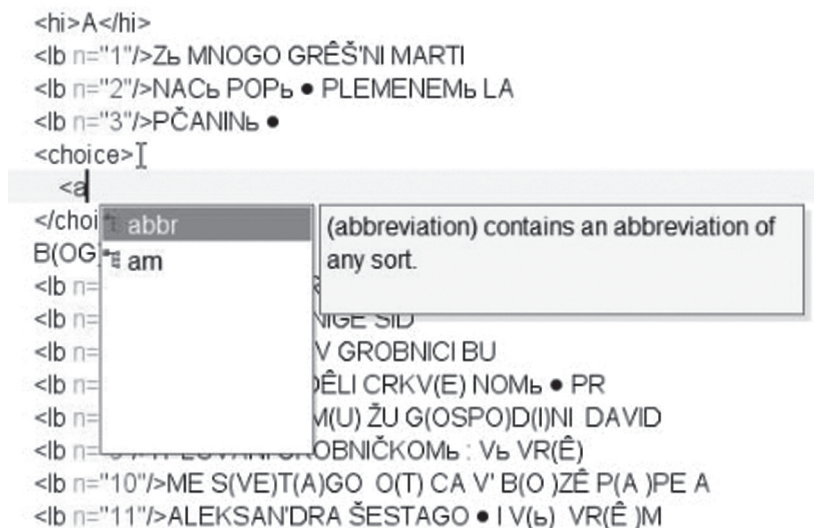 <hi>A</hi>
<lb n="1"/>Zь MNOGO GRÊŠ'NI MARTI
<lb n="2"/>NACь POPь ● PLEMENEMь LA
<lb n="3"/>PČANINь ●
<choice>
<a
</choi
abbr
(abbreviation) contains an abbreviation of
any sort.
B(OG
am
<lb n=
<lb n= NIGE SID
<lb n= V GROBNICI BU
<lb n= DÊLI CRKV(E) NOMь ● PR
<lb n= M(U) ŽU G(OSPO)D(I)NI DAVID
<lb n= OBNIČKOMь : Vь VR(Ê)
<lb n="10"/>ME S(VE)T(A)GO O(T) CA V' B(O )ZÊ P(A )PE A
<lb n="11"/>ALEKSAN'DRA ŠESTAGO ● I V(ь) VR(Ê )M